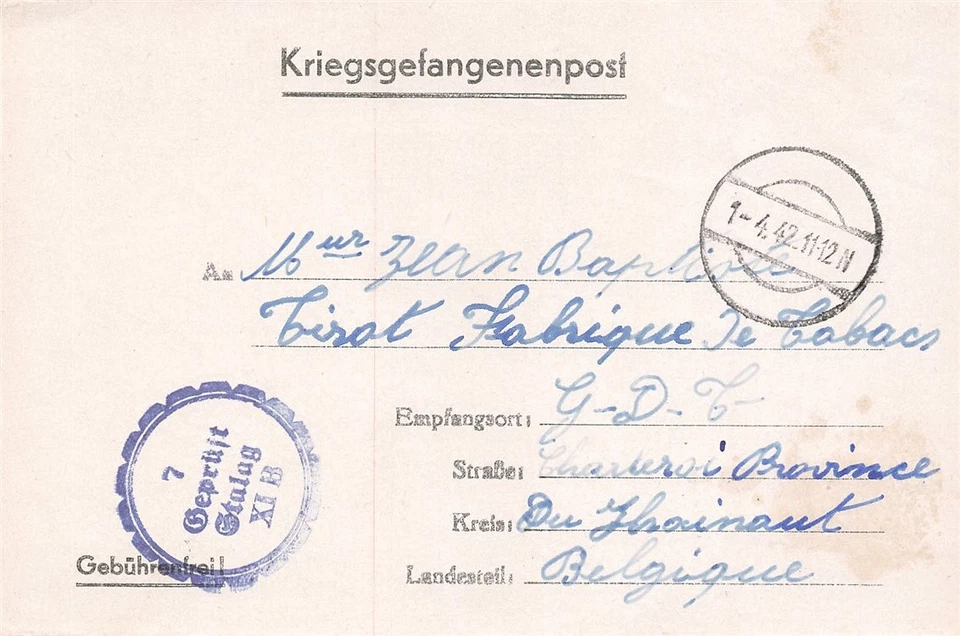 Kriegsgefangenenpost
1-4.42.11-12N
An Mʳ Jean Baptiste
Tirot Fabrique De Tabacs
Empfangsort: G-D-T
Straße: Charleroi Province
Kreis: Du Hainaut
Landesteil: Belgique
7
Geprüft
Stalag
XI B
Gebührenfrei!